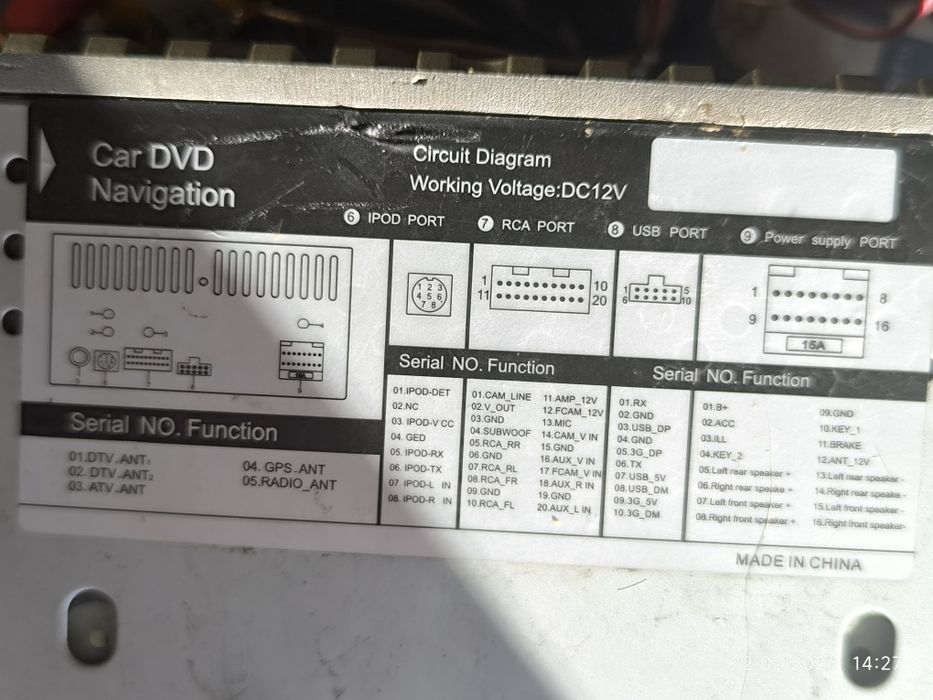 Car DVD
Navigation
Circuit Diagram
Working Voltage:DC12V
6 IPOD PORT
7 RCA PORT
8 USB PORT
9 Power supply PORT
1 2 3
4 5 6
7 8
1 10
11 20
1 5
6 10
1 8
9 16
15A
Serial NO. Function
01.DTV_ANT1
02. DTV_ANT2
03. ATV_ANT
04. GPS_ANT
05.RADIO_ANT
Serial NO. Function
01.IPOD-DET
02.NC
03. IPOD-VCC
04. GED
05. IPOD-RX
06. IPOD-TX
07. IPOD-L IN
08. IPOD-R IN
01.CAM_LINE
02.V_OUT
03.GND
04.SUBWOOF
05.RCA_RR
06.GND
07.RCA_RL
08.RCA_FR
09.GND
10.RCA_FL
11.AMP_12V
12.FCAM_12V
13.MIC
14.CAM_V IN
15.GND
16.AUX_V IN
17.FCAM_V IN
18.AUX_R IN
19.GND
20.AUX_L IN
Serial NO. Function
01.RX
02.GND
03.USB_DP
04.GND
05.3G_DP
06.TX
07.USB_5V
08.USB_DM
09.3G_5V
10.3G_DM
01.B+
02.ACC
03.ILL
04.KEY_2
05.Left rear speaker +
06.Right rear speaker +
07.Left front speaker +
08.Right front speaker +
09.GND
10.KEY_1
11.BRAKE
12.ANT_12V
13.Left rear speaker -
14.Right rear speake -
15.Left front speaker -
16.Right front speaker-
MADE IN CHINA
14:27